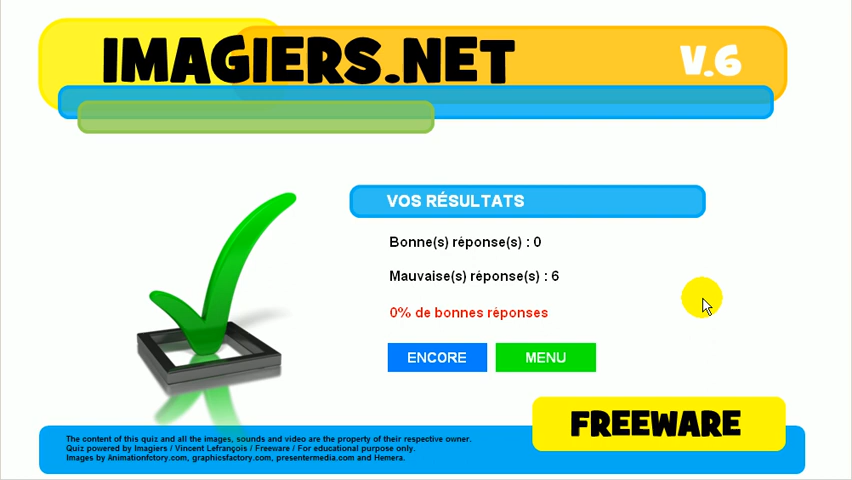 IMAGIERS.NET
V.6
VOS RÉSULTATS
Bonne(s) réponse(s) : 0
Mauvaise(s) réponse(s) : 6
0% de bonnes réponses
ENCORE
MENU
FREEWARE
The content of this quiz and all the images, sounds and video are the property of their respective owner.
Quiz powered by Imagiers / Vincent Lefrançois / Freeware / For educational purpose only.
Images by Animationfctory.com, graphicsfactory.com, presentermedia.com and Hemera.